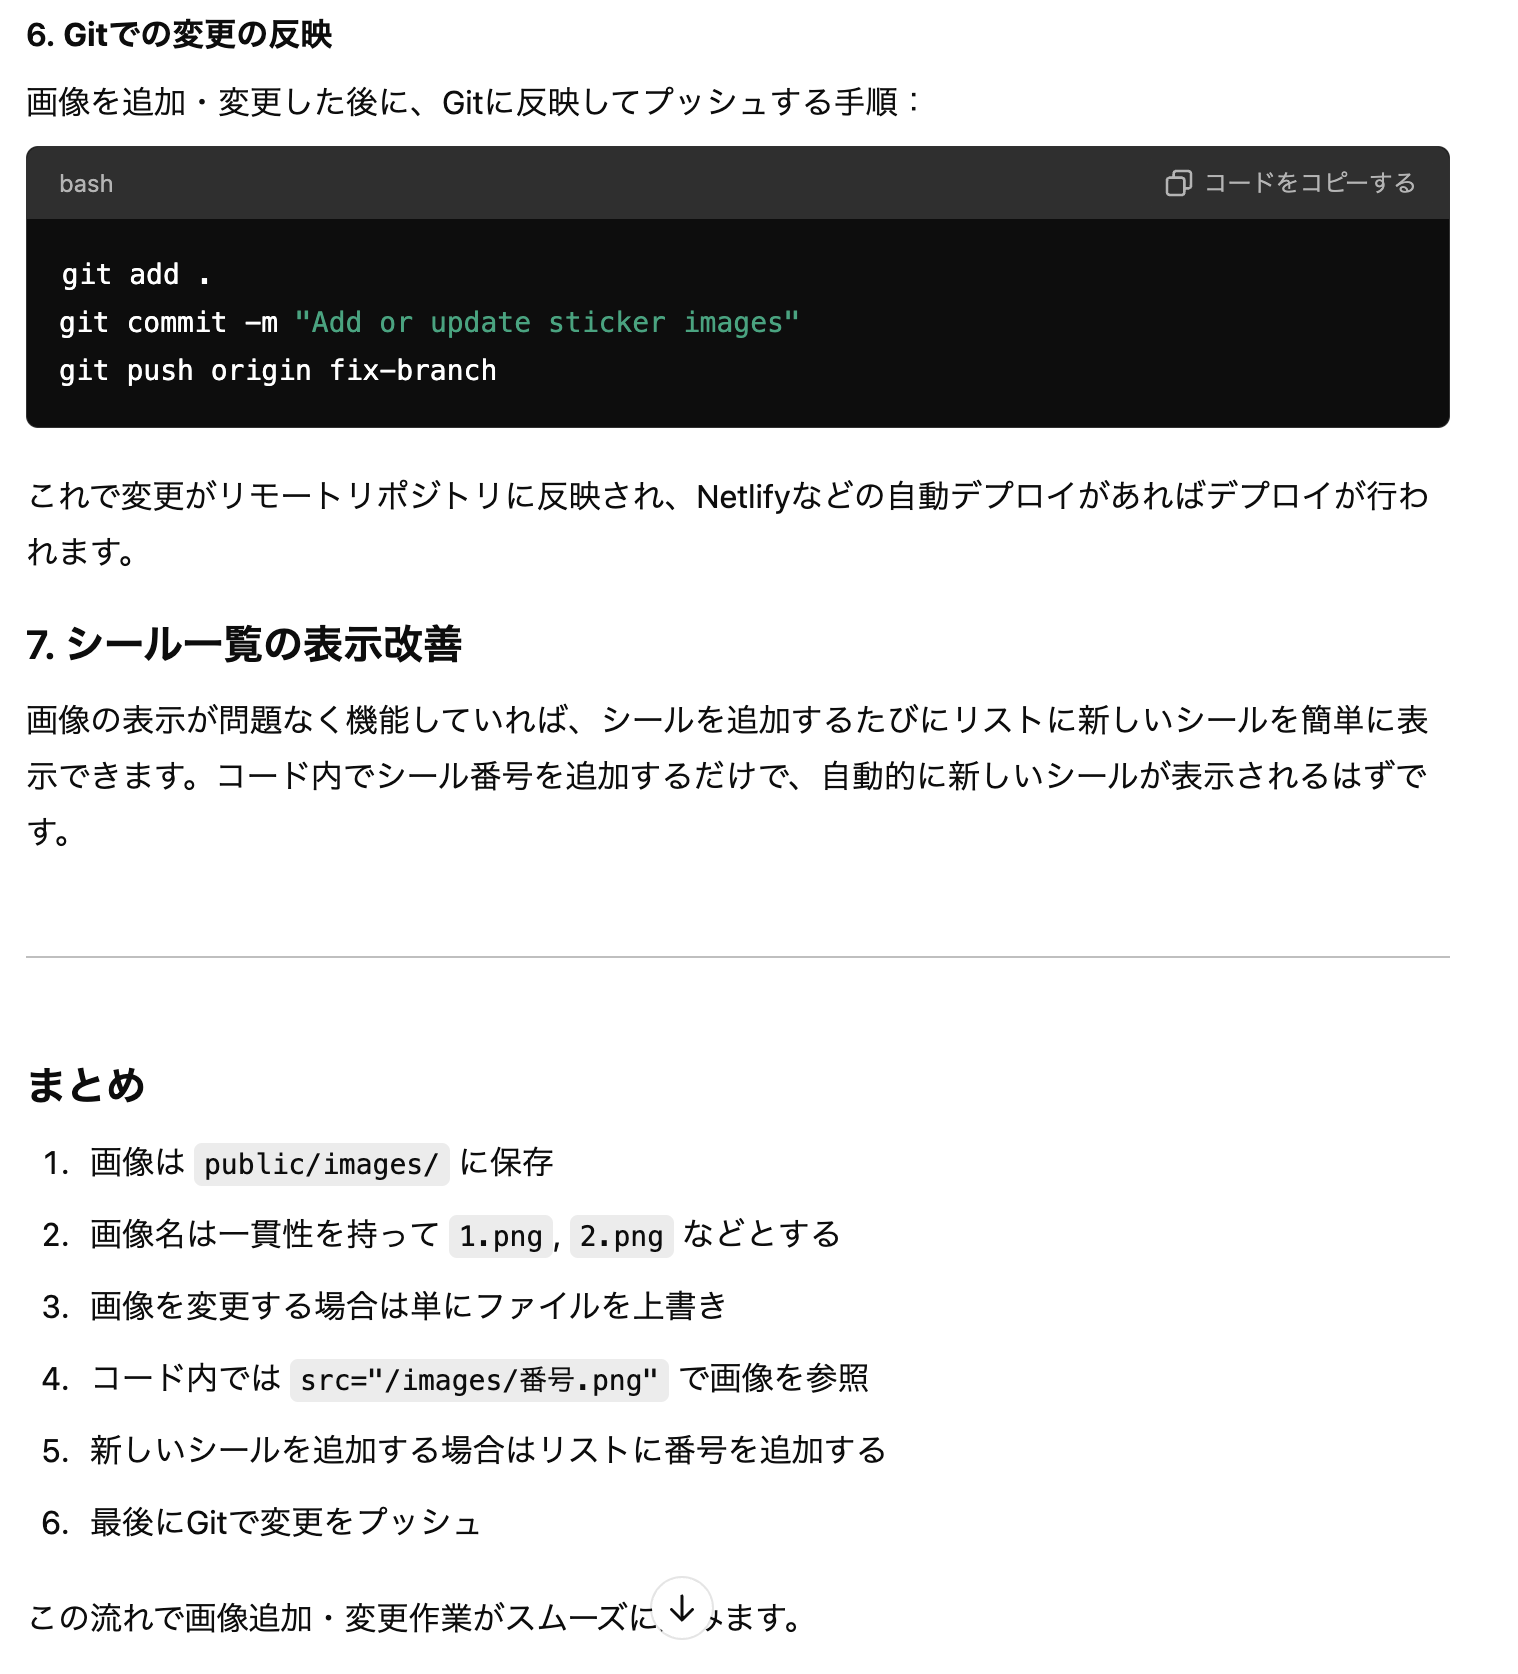 6. Gitでの変更の反映
画像を追加・変更した後に、Gitに反映してプッシュする手順：
bash
コードをコピーする
git add .
git commit -m "Add or update sticker images"
git push origin fix-branch
これで変更がリモートリポジトリに反映され、Netlifyなどの自動デプロイがあればデプロイが行わ
れます。
7. シール一覧の表示改善
画像の表示が問題なく機能していれば、シールを追加するたびにリストに新しいシールを簡単に表
示できます。コード内でシール番号を追加するだけで、自動的に新しいシールが表示されるはずで
す。
まとめ
1. 画像は public/images/ に保存
2. 画像名は一貫性を持って 1.png, 2.png などとする
3. 画像を変更する場合は単にファイルを上書き
4. コード内では src="/images/番号.png" で画像を参照
5. 新しいシールを追加する場合はリストに番号を追加する
6. 最後にGitで変更をプッシュ
この流れで画像追加・変更作業がスムーズに みます。